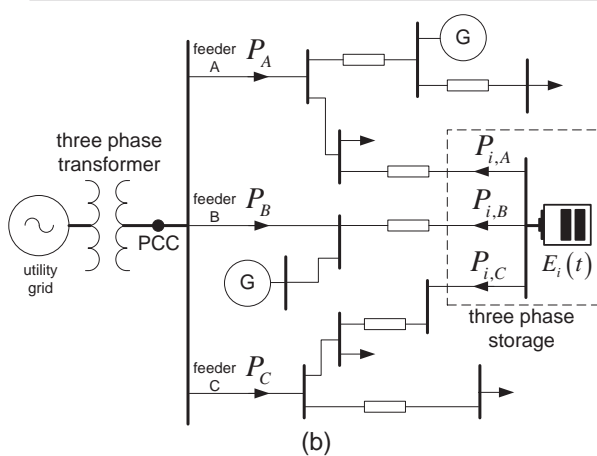 feeder
A
P_A
G
three phase
transformer
P_{i,A}
feeder
B
P_B
P_{i,B}
PCC
utility
grid
G
P_{i,C}
E_i(t)
three phase
storage
feeder
C
P_C
(b)